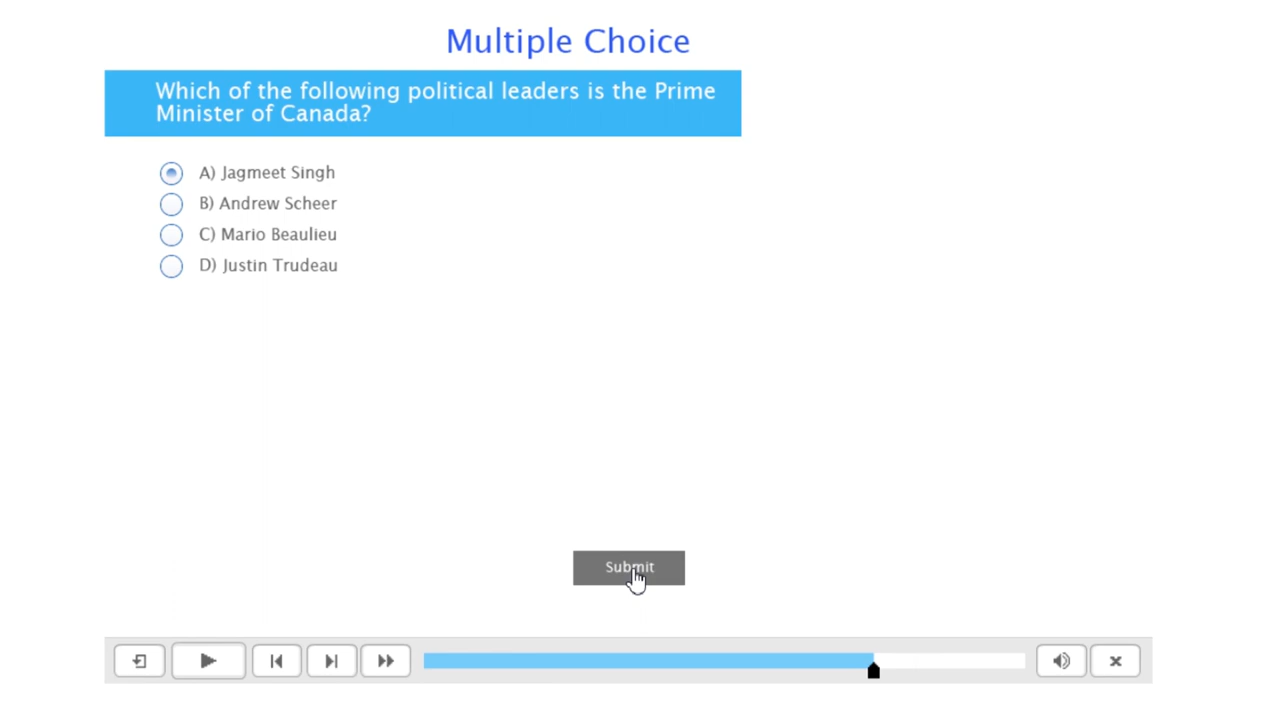 Multiple Choice
Which of the following political leaders is the Prime
Minister of Canada?
A) Jagmeet Singh
B) Andrew Scheer
C) Mario Beaulieu
D) Justin Trudeau
Submit